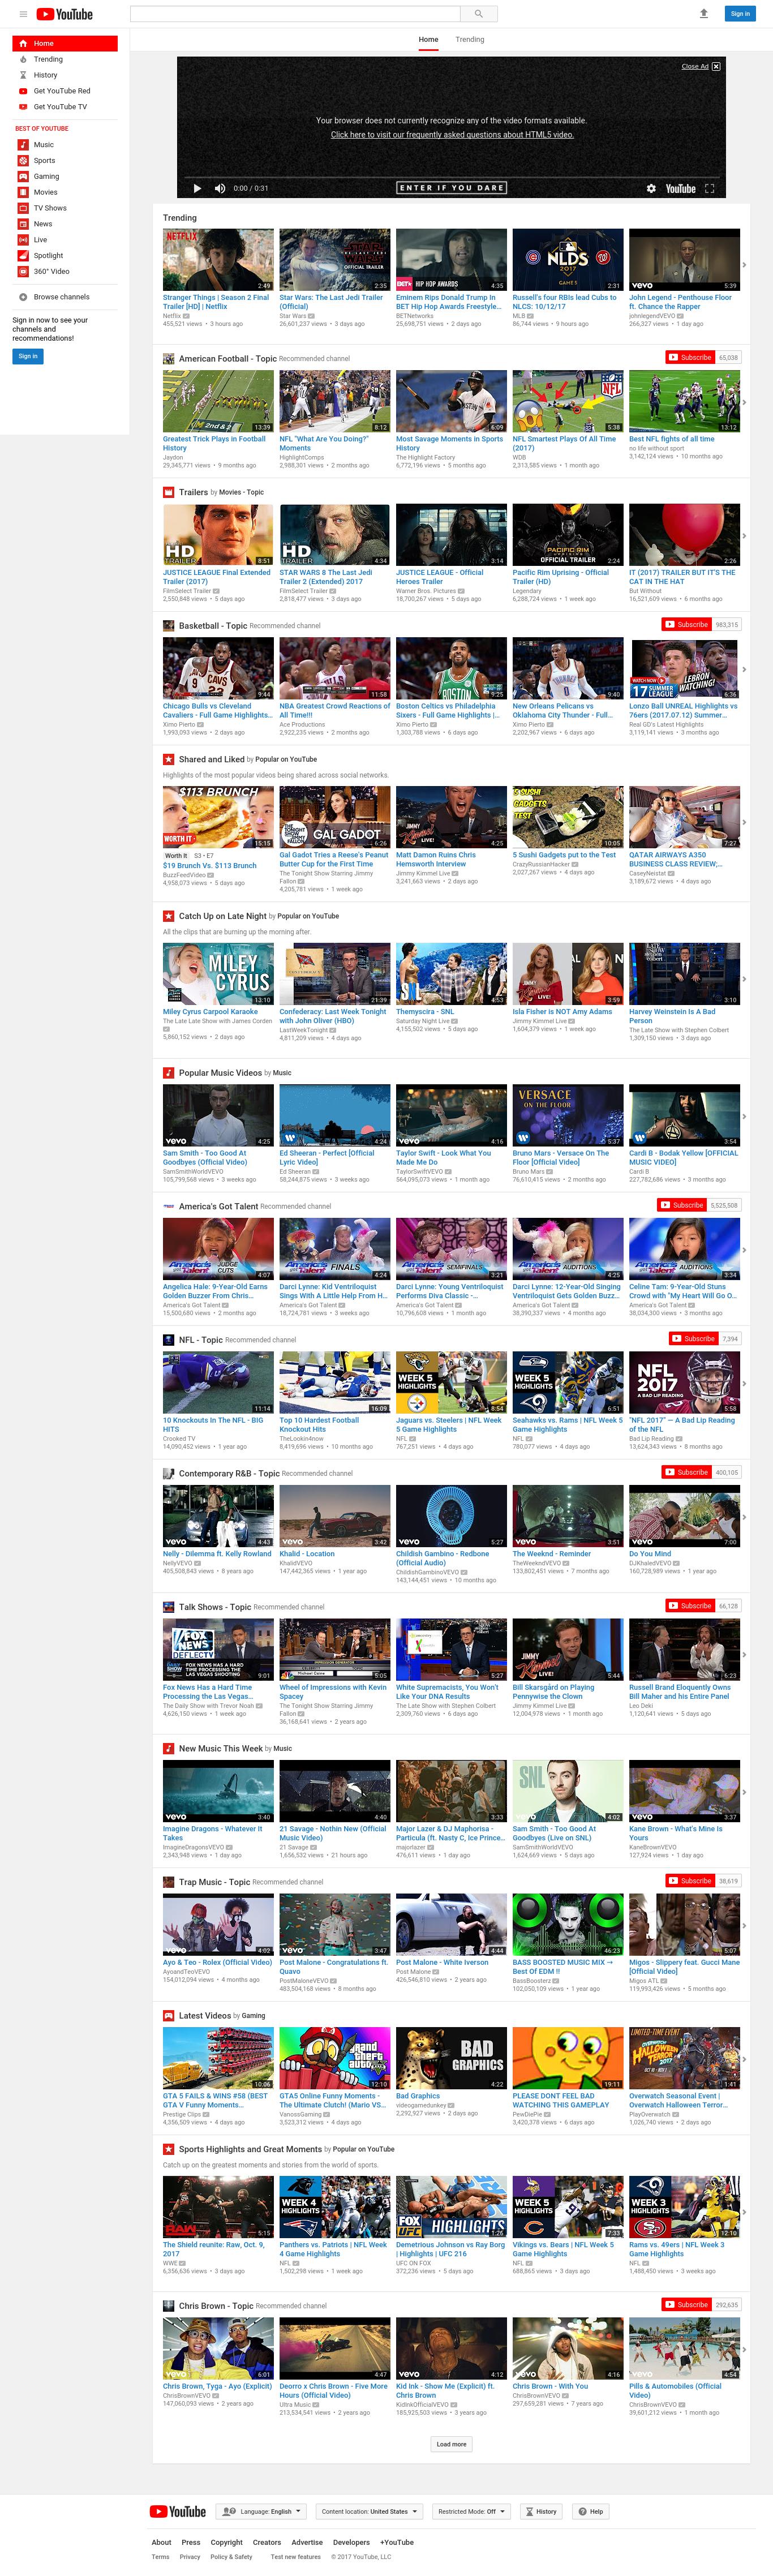 YouTube
Sign in
Home
Trending
History
Get YouTube Red
Get YouTube TV
BEST OF YOUTUBE
Music
Sports
Gaming
Movies
TV Shows
News
Live
Spotlight
360° Video
Browse channels
Sign in now to see your
channels and
recommendations!
Sign in
Home Trending
Close Ad
Your browser does not currently recognize any of the video formats available.
Click here to visit our frequently asked questions about HTML5 video.
0:00 / 0:31 ENTER IF YOU DARE YouTube
Trending
Stranger Things | Season 2 Final
Trailer [HD] | Netflix
Netflix
455,521 views • 3 hours ago
Star Wars: The Last Jedi Trailer
(Official)
Star Wars
26,601,237 views • 3 days ago
Eminem Rips Donald Trump In
BET Hip Hop Awards Freestyle...
BETNetworks
25,698,751 views • 2 days ago
Russell's four RBIs lead Cubs to
NLCS: 10/12/17
MLB
86,744 views • 9 hours ago
John Legend - Penthouse Floor
ft. Chance the Rapper
johnlegendVEVO
266,327 views • 1 day ago
American Football - Topic Recommended channel
Subscribe 65,038
Greatest Trick Plays in Football
History
Jaydon
29,345,771 views • 9 months ago
NFL "What Are You Doing?"
Moments
HighlightComps
2,988,301 views • 2 months ago
Most Savage Moments in Sports
History
The Highlight Factory
6,772,196 views • 5 months ago
NFL Smartest Plays Of All Time
(2017)
WDB
2,313,585 views • 1 month ago
Best NFL fights of all time
no life without sport
3,142,124 views • 10 months ago
Trailers by Movies - Topic
JUSTICE LEAGUE Final Extended
Trailer (2017)
FilmSelect Trailer
2,550,848 views • 5 days ago
STAR WARS 8 The Last Jedi
Trailer 2 (Extended) 2017
FilmSelect Trailer
2,818,477 views • 3 days ago
JUSTICE LEAGUE - Official
Heroes Trailer
Warner Bros. Pictures
18,700,267 views • 5 days ago
Pacific Rim Uprising - Official
Trailer (HD)
Legendary
6,288,724 views • 1 week ago
IT (2017) TRAILER BUT IT'S THE
CAT IN THE HAT
But Without
16,521,609 views • 6 months ago
Basketball - Topic Recommended channel
Subscribe 983,315
Chicago Bulls vs Cleveland
Cavaliers - Full Game Highlights...
Ximo Pierto
1,993,093 views • 2 days ago
NBA Greatest Crowd Reactions of
All Time!!!
Ace Productions
2,922,235 views • 2 months ago
Boston Celtics vs Philadelphia
Sixers - Full Game Highlights |...
Ximo Pierto
1,303,788 views • 6 days ago
New Orleans Pelicans vs
Oklahoma City Thunder - Full...
Ximo Pierto
2,202,967 views • 6 days ago
Lonzo Ball UNREAL Highlights vs
76ers (2017.07.12) Summer...
Real GD's Latest Highlights
3,119,141 views • 3 months ago
Shared and Liked by Popular on YouTube
Highlights of the most popular videos being shared across social networks.
Worth It S3 • E7
$19 Brunch Vs. $113 Brunch
BuzzFeedVideo
4,958,073 views • 5 days ago
Gal Gadot Tries a Reese's Peanut
Butter Cup for the First Time
The Tonight Show Starring Jimmy
Fallon
4,205,781 views • 1 week ago
Matt Damon Ruins Chris
Hemsworth Interview
Jimmy Kimmel Live
3,241,663 views • 2 days ago
5 Sushi Gadgets put to the Test
CrazyRussianHacker
2,027,267 views • 4 days ago
QATAR AIRWAYS A350
BUSINESS CLASS REVIEW;...
CaseyNeistat
3,189,672 views • 4 days ago
Catch Up on Late Night by Popular on YouTube
All the clips that are burning up the morning after.
Miley Cyrus Carpool Karaoke
The Late Late Show with James Corden
5,860,152 views • 2 days ago
Confederacy: Last Week Tonight
with John Oliver (HBO)
LastWeekTonight
4,811,209 views • 4 days ago
Themyscira - SNL
Saturday Night Live
4,155,502 views • 5 days ago
Isla Fisher is NOT Amy Adams
Jimmy Kimmel Live
1,604,379 views • 1 week ago
Harvey Weinstein Is A Bad
Person
The Late Show with Stephen Colbert
1,309,150 views • 3 days ago
Popular Music Videos by Music
Sam Smith - Too Good At
Goodbyes (Official Video)
SamSmithWorldVEVO
105,799,568 views • 3 weeks ago
Ed Sheeran - Perfect [Official
Lyric Video]
Ed Sheeran
58,244,875 views • 3 weeks ago
Taylor Swift - Look What You
Made Me Do
TaylorSwiftVEVO
564,095,073 views • 1 month ago
Bruno Mars - Versace On The
Floor [Official Video]
Bruno Mars
76,610,415 views • 2 months ago
Cardi B - Bodak Yellow [OFFICIAL
MUSIC VIDEO]
Cardi B
227,782,686 views • 3 months ago
America's Got Talent Recommended channel
Subscribe 5,525,508
Angelica Hale: 9-Year-Old Earns
Golden Buzzer From Chris...
America's Got Talent
15,500,680 views • 2 months ago
Darci Lynne: Kid Ventriloquist
Sings With A Little Help From H...
America's Got Talent
18,724,781 views • 3 weeks ago
Darci Lynne: Young Ventriloquist
Performs Diva Classic -...
America's Got Talent
10,796,608 views • 1 month ago
Darci Lynne: 12-Year-Old Singing
Ventriloquist Gets Golden Buzz...
America's Got Talent
38,390,337 views • 4 months ago
Celine Tam: 9-Year-Old Stuns
Crowd with "My Heart Will Go O...
America's Got Talent
38,034,300 views • 3 months ago
NFL - Topic Recommended channel
Subscribe 7,394
10 Knockouts In The NFL - BIG
HITS
Crooked TV
14,090,452 views • 1 year ago
Top 10 Hardest Football
Knockout Hits
TheLookin4now
8,419,696 views • 10 months ago
Jaguars vs. Steelers | NFL Week
5 Game Highlights
NFL
767,251 views • 4 days ago
Seahawks vs. Rams | NFL Week 5
Game Highlights
NFL
780,077 views • 4 days ago
"NFL 2017" — A Bad Lip Reading
of the NFL
Bad Lip Reading
13,624,343 views • 8 months ago
Contemporary R&B - Topic Recommended channel
Subscribe 400,105
Nelly - Dilemma ft. Kelly Rowland
NellyVEVO
405,508,843 views • 8 years ago
Khalid - Location
KhalidVEVO
147,442,365 views • 1 year ago
Childish Gambino - Redbone
(Official Audio)
ChildishGambinoVEVO
143,144,451 views • 10 months ago
The Weeknd - Reminder
TheWeekndVEVO
133,802,451 views • 7 months ago
Do You Mind
DJKhaledVEVO
160,728,989 views • 1 year ago
Talk Shows - Topic Recommended channel
Subscribe 66,128
Fox News Has a Hard Time
Processing the Las Vegas...
The Daily Show with Trevor Noah
4,626,150 views • 1 week ago
Wheel of Impressions with Kevin
Spacey
The Tonight Show Starring Jimmy
Fallon
36,168,641 views • 2 years ago
White Supremacists, You Won't
Like Your DNA Results
The Late Show with Stephen Colbert
2,309,760 views • 6 days ago
Bill Skarsgård on Playing
Pennywise the Clown
Jimmy Kimmel Live
12,004,978 views • 1 month ago
Russell Brand Eloquently Owns
Bill Maher and his Entire Panel
Leo Deki
1,120,641 views • 5 days ago
New Music This Week by Music
Imagine Dragons - Whatever It
Takes
ImagineDragonsVEVO
2,343,948 views • 1 day ago
21 Savage - Nothin New (Official
Music Video)
21 Savage
1,656,532 views • 21 hours ago
Major Lazer & DJ Maphorisa -
Particula (ft. Nasty C, Ice Prince...
majorlazer
476,611 views • 1 day ago
Sam Smith - Too Good At
Goodbyes (Live on SNL)
SamSmithWorldVEVO
1,624,669 views • 5 days ago
Kane Brown - What's Mine Is
Yours
KaneBrownVEVO
127,924 views • 1 day ago
Trap Music - Topic Recommended channel
Subscribe 38,619
Ayo & Teo - Rolex (Official Video)
AyoandTeoVEVO
154,012,094 views • 4 months ago
Post Malone - Congratulations ft.
Quavo
PostMaloneVEVO
483,504,168 views • 8 months ago
Post Malone - White Iverson
Post Malone
426,546,810 views • 2 years ago
BASS BOOSTED MUSIC MIX →
Best Of EDM !!
BassBoosterz
102,050,109 views • 1 year ago
Migos - Slippery feat. Gucci Mane
[Official Video]
Migos ATL
119,993,426 views • 5 months ago
Latest Videos by Gaming
GTA 5 FAILS & WINS #58 (BEST
GTA V Funny Moments...
Prestige Clips
4,356,509 views • 4 days ago
GTA5 Online Funny Moments -
The Ultimate Clutch! (Mario VS...
VanossGaming
3,523,312 views • 4 days ago
Bad Graphics
videogamedunkey
2,292,927 views • 2 days ago
PLEASE DONT FEEL BAD
WATCHING THIS GAMEPLAY
PewDiePie
3,420,378 views • 6 days ago
Overwatch Seasonal Event |
Overwatch Halloween Terror...
PlayOverwatch
1,026,740 views • 2 days ago
Sports Highlights and Great Moments by Popular on YouTube
Catch up on the greatest moments and stories from the world of sports.
The Shield reunite: Raw, Oct. 9,
2017
WWE
6,356,636 views • 3 days ago
Panthers vs. Patriots | NFL Week
4 Game Highlights
NFL
1,502,298 views • 1 week ago
Demetrious Johnson vs Ray Borg
| Highlights | UFC 216
UFC ON FOX
372,236 views • 5 days ago
Vikings vs. Bears | NFL Week 5
Game Highlights
NFL
688,865 views • 3 days ago
Rams vs. 49ers | NFL Week 3
Game Highlights
NFL
1,488,450 views • 3 weeks ago
Chris Brown - Topic Recommended channel
Subscribe 292,635
Chris Brown, Tyga - Ayo (Explicit)
ChrisBrownVEVO
147,060,093 views • 2 years ago
Deorro x Chris Brown - Five More
Hours (Official Video)
Ultra Music
213,534,541 views • 2 years ago
Kid Ink - Show Me (Explicit) ft.
Chris Brown
KidInkOfficialVEVO
185,925,503 views • 3 years ago
Chris Brown - With You
ChrisBrownVEVO
297,659,281 views • 7 years ago
Pills & Automobiles (Official
Video)
ChrisBrownVEVO
39,601,212 views • 1 month ago
Load more
YouTube Language: English Content location: United States Restricted Mode: Off History Help
About Press Copyright Creators Advertise Developers +YouTube
Terms Privacy Policy & Safety Test new features © 2017 YouTube, LLC